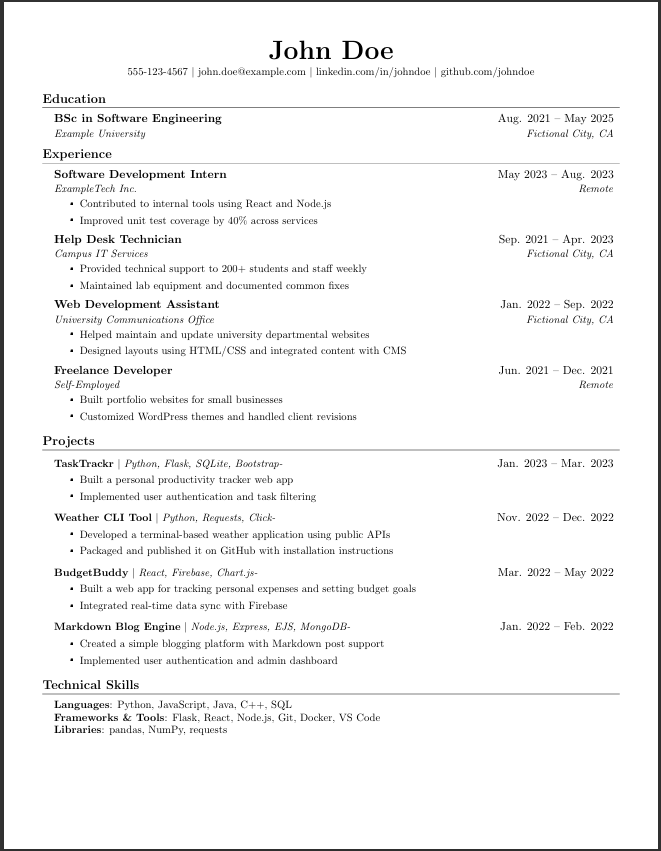 John Doe
555-123-4567 | john.doe@example.com | linkedin.com/in/johndoe | github.com/johndoe
Education
BSc in Software Engineering Aug. 2021 – May 2025
Example University Fictional City, CA
Experience
Software Development Intern May 2023 – Aug. 2023
ExampleTech Inc. Remote
▪ Contributed to internal tools using React and Node.js
▪ Improved unit test coverage by 40% across services
Help Desk Technician Sep. 2021 – Apr. 2023
Campus IT Services Fictional City, CA
▪ Provided technical support to 200+ students and staff weekly
▪ Maintained lab equipment and documented common fixes
Web Development Assistant Jan. 2022 – Sep. 2022
University Communications Office Fictional City, CA
▪ Helped maintain and update university departmental websites
▪ Designed layouts using HTML/CSS and integrated content with CMS
Freelance Developer Jun. 2021 – Dec. 2021
Self-Employed Remote
▪ Built portfolio websites for small businesses
▪ Customized WordPress themes and handled client revisions
Projects
TaskTrackr | Python, Flask, SQLite, Bootstrap- Jan. 2023 – Mar. 2023
▪ Built a personal productivity tracker web app
▪ Implemented user authentication and task filtering
Weather CLI Tool | Python, Requests, Click- Nov. 2022 – Dec. 2022
▪ Developed a terminal-based weather application using public APIs
▪ Packaged and published it on GitHub with installation instructions
BudgetBuddy | React, Firebase, Chart.js- Mar. 2022 – May 2022
▪ Built a web app for tracking personal expenses and setting budget goals
▪ Integrated real-time data sync with Firebase
Markdown Blog Engine | Node.js, Express, EJS, MongoDB- Jan. 2022 – Feb. 2022
▪ Created a simple blogging platform with Markdown post support
▪ Implemented user authentication and admin dashboard
Technical Skills
Languages: Python, JavaScript, Java, C++, SQL
Frameworks & Tools: Flask, React, Node.js, Git, Docker, VS Code
Libraries: pandas, NumPy, requests